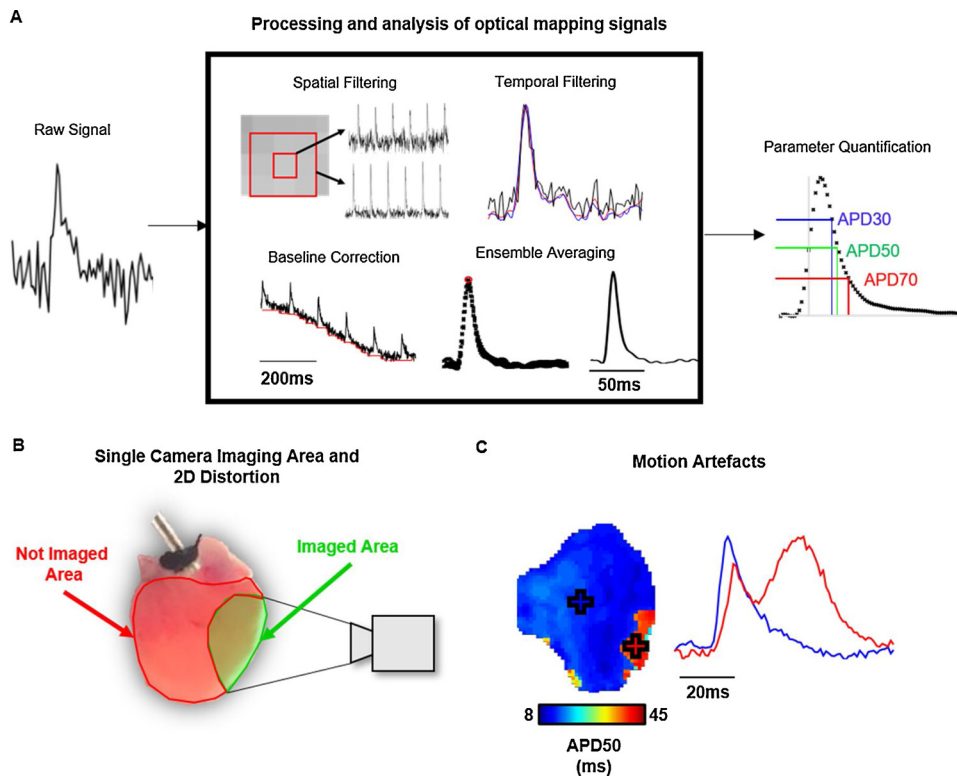 A
Processing and analysis of optical mapping signals
Raw Signal
Spatial Filtering
Temporal Filtering
Baseline Correction
200ms
Ensemble Averaging
50ms
Parameter Quantification
APD30
APD50
APD70
B
Single Camera Imaging Area and
2D Distortion
Not Imaged
Area
Imaged Area
C
Motion Artefacts
8
45
APD50
(ms)
20ms